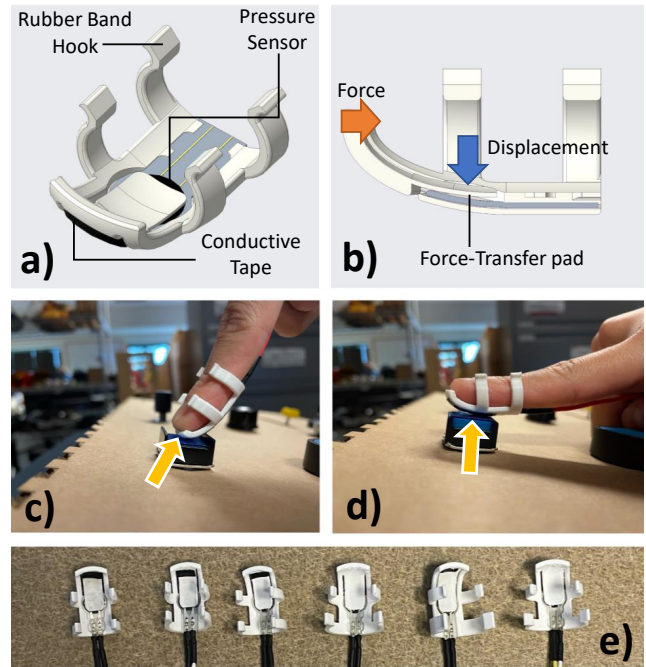 Rubber Band
Hook
Pressure
Sensor
Conductive
Tape
a)
Force
Displacement
Force-Transfer pad
b)
c)
d)
e)